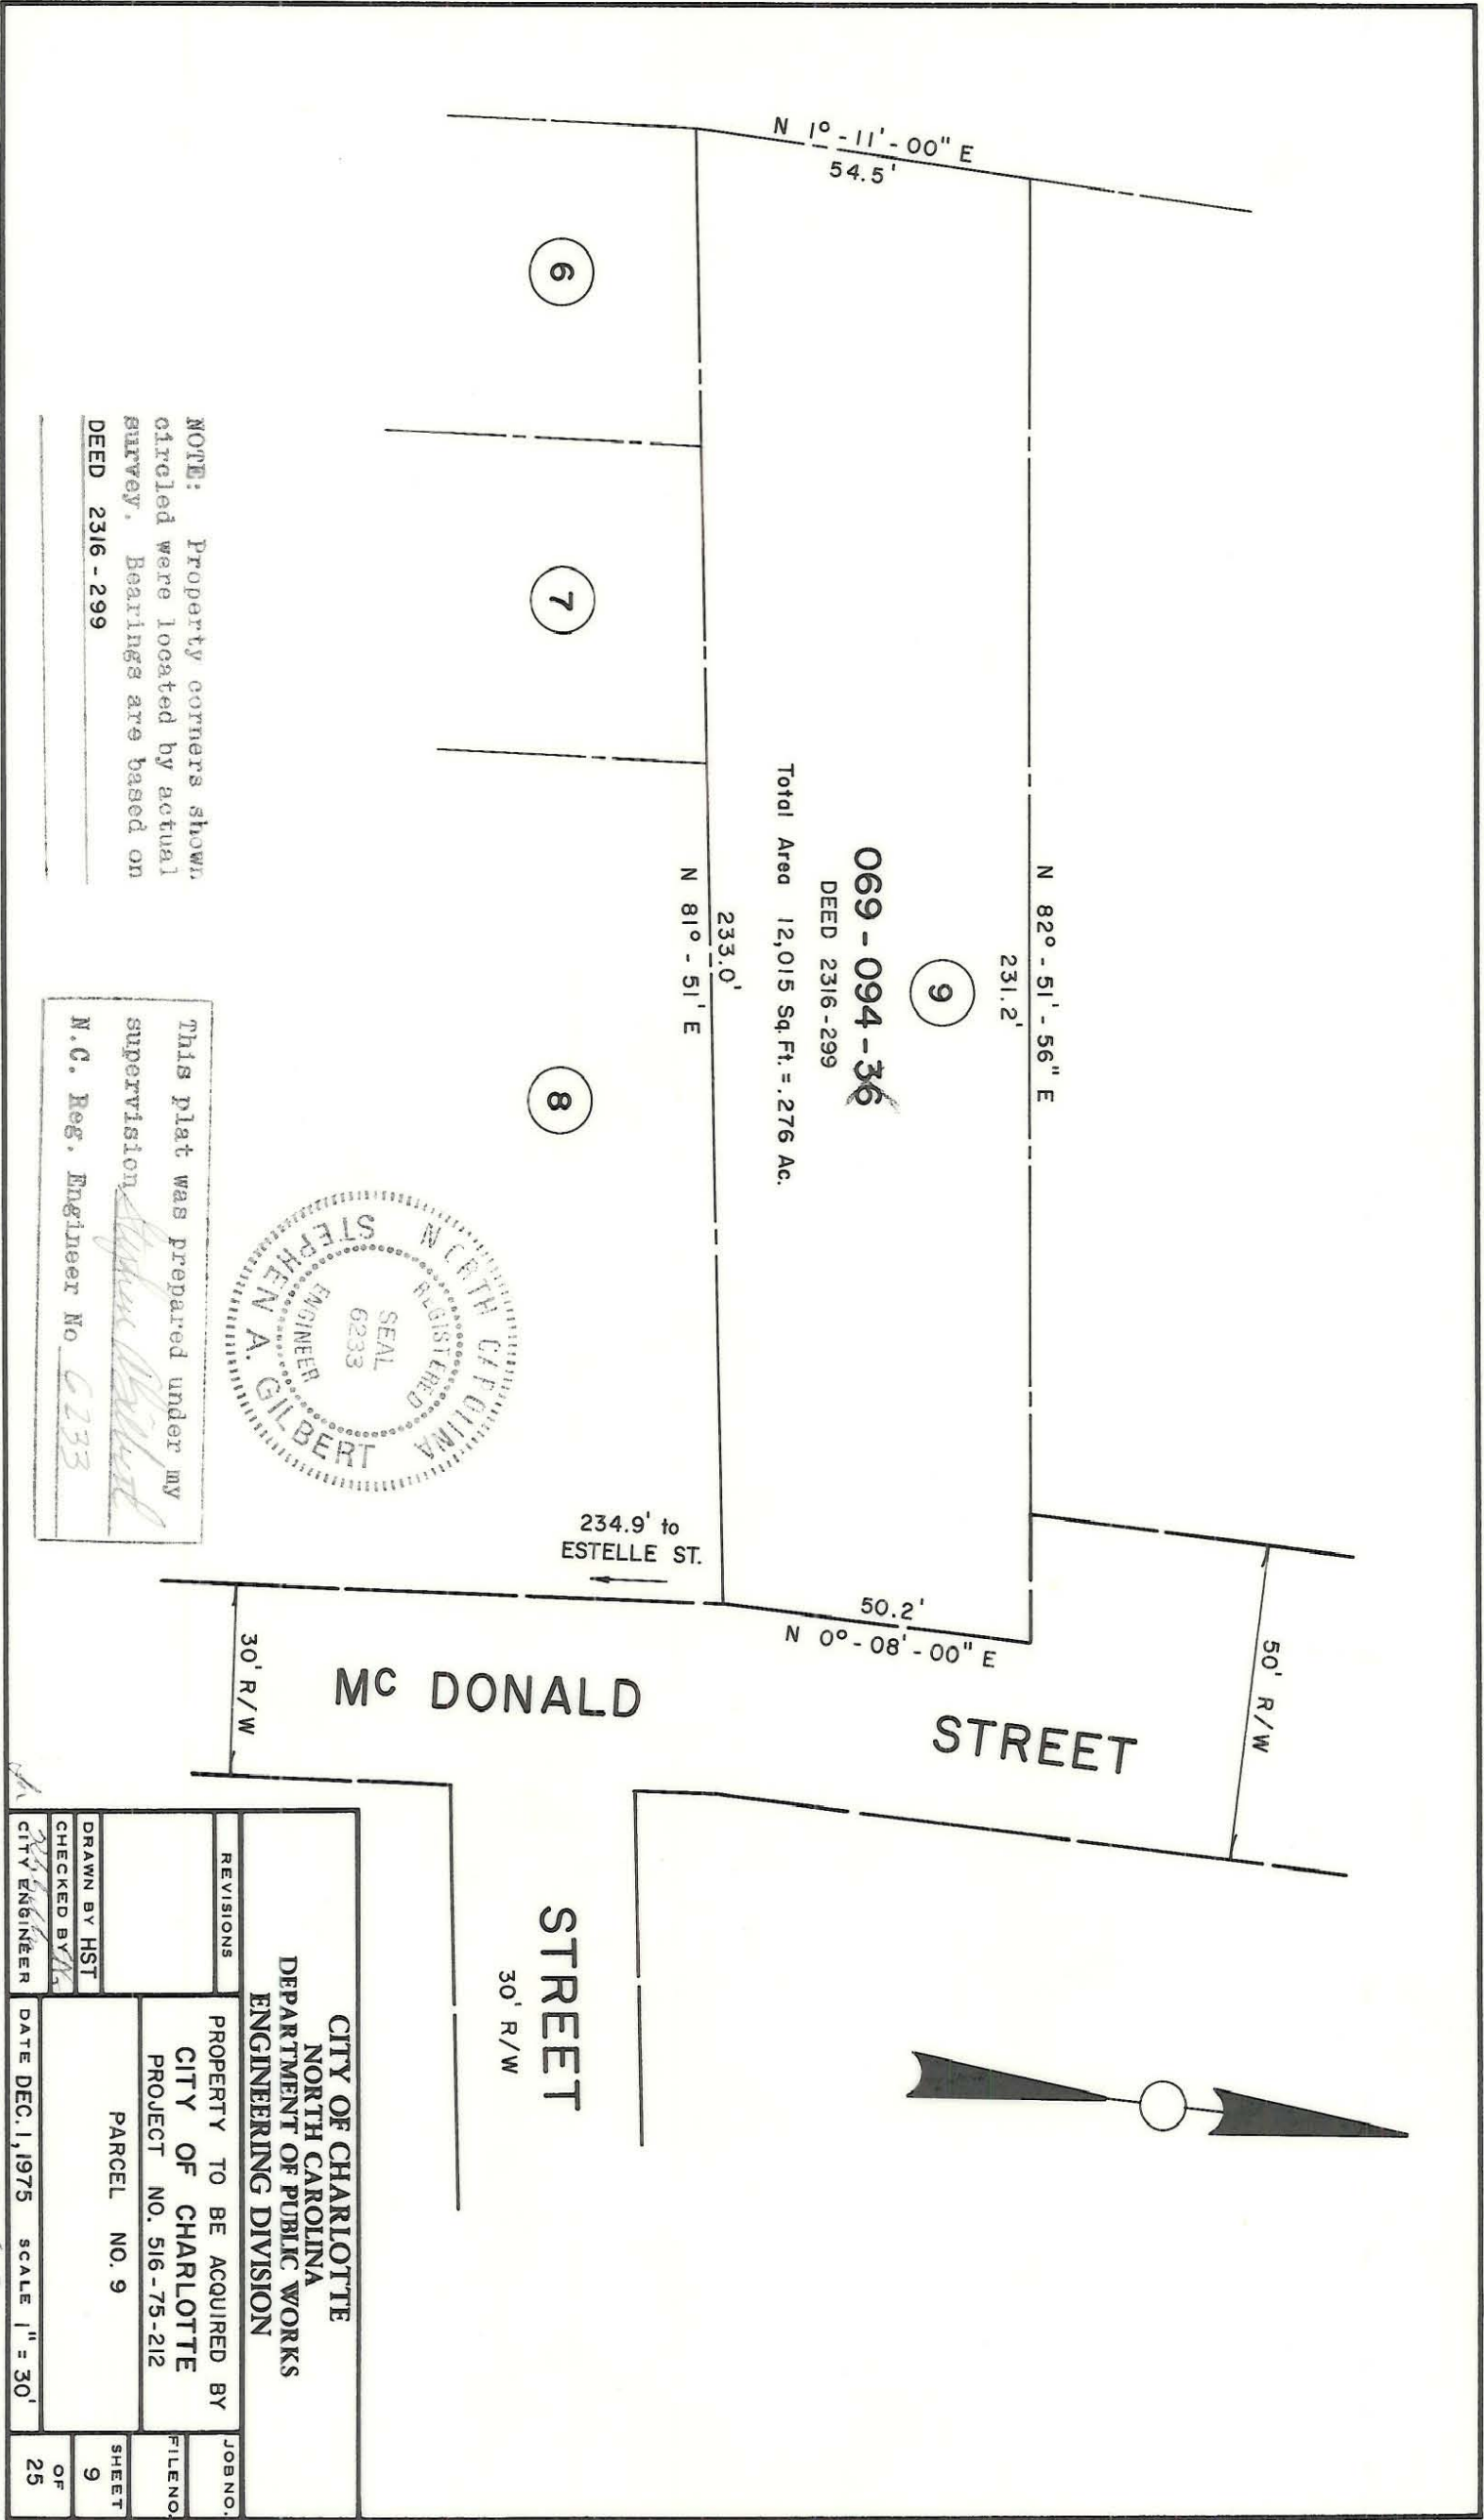 N 1° - 11' - 00" E
54.5'
N 82° - 51' - 56" E
231.2'
9
069 - 094 - 36
DEED 2316 - 299
Total Area 12,015 Sq. Ft. = .276 Ac.
233.0'
N 81° - 51' E
6
7
8
50.2'
N 0° - 08' - 00" E
234.9' to
ESTELLE ST.
50' R/W
30' R/W
MC DONALD
STREET
STREET
30' R/W
NOTE: Property corners shown
circled were located by actual
survey. Bearings are based on
DEED 2316 - 299
This plat was prepared under my
supervision
N.C. Reg. Engineer No 6233
NORTH CAROLINA
REGISTERED
SEAL
6233
ENGINEER
STEPHEN A. GILBERT
CITY OF CHARLOTTE
NORTH CAROLINA
DEPARTMENT OF PUBLIC WORKS
ENGINEERING DIVISION
REVISIONS
PROPERTY TO BE ACQUIRED BY
CITY OF CHARLOTTE
PROJECT NO. 516-75-212
PARCEL NO. 9
DRAWN BY HST
CHECKED BY
CITY ENGINEER
DATE DEC. 1, 1975 SCALE 1" = 30'
JOB NO.
FILE NO.
SHEET
9
OF
25